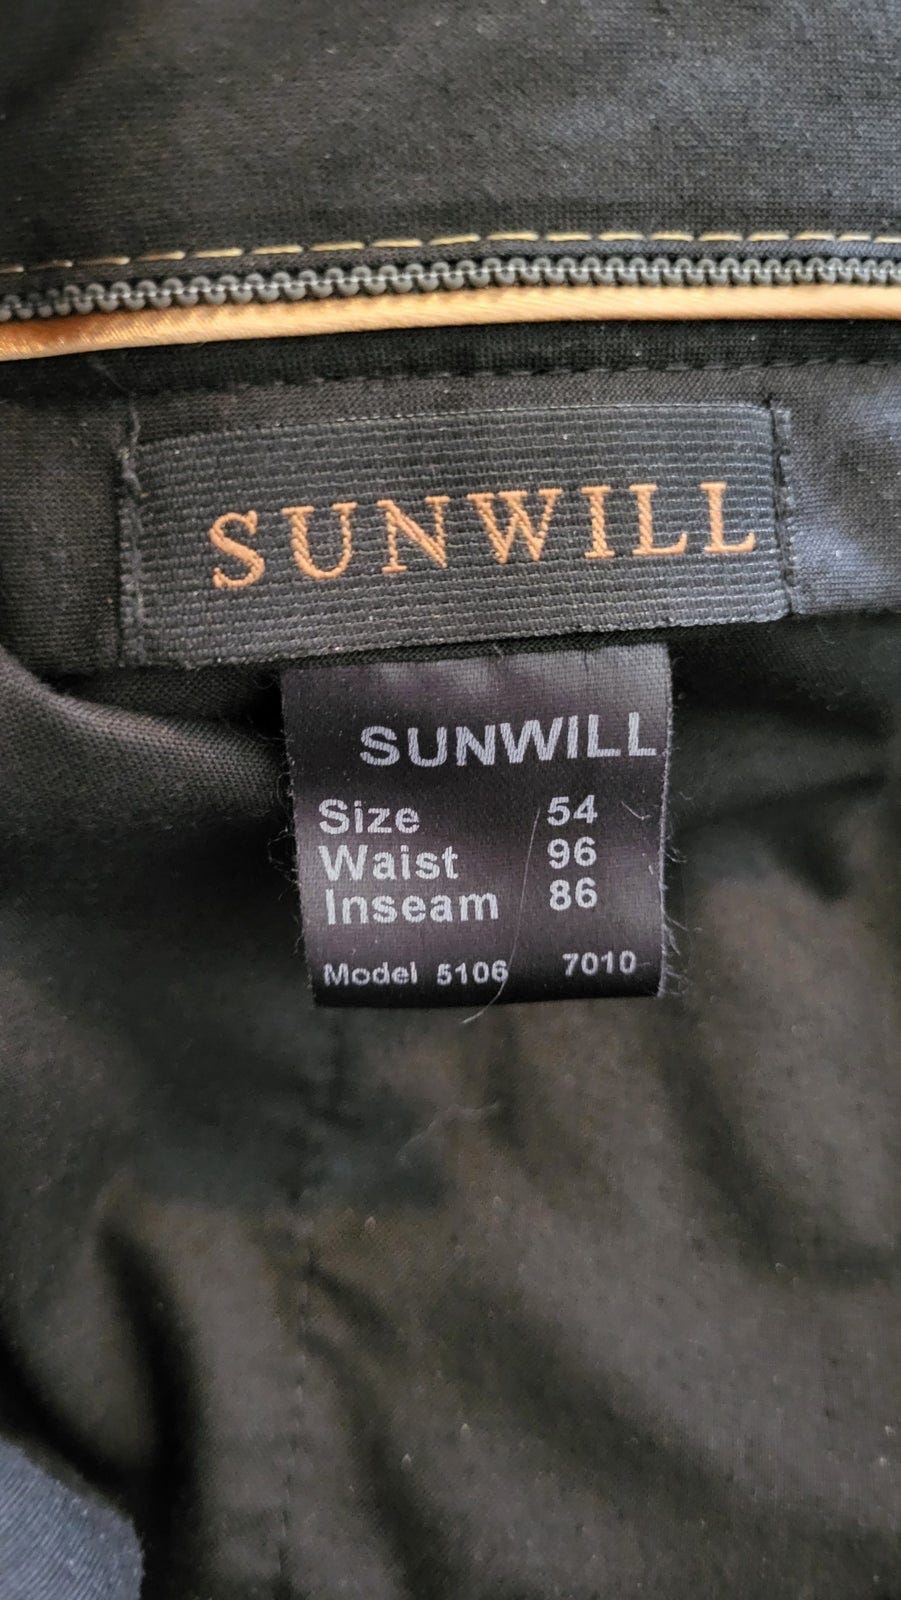 SUNWILL
SUNWILL
Size 54
Waist 96
Inseam 86
Model 5106 7010